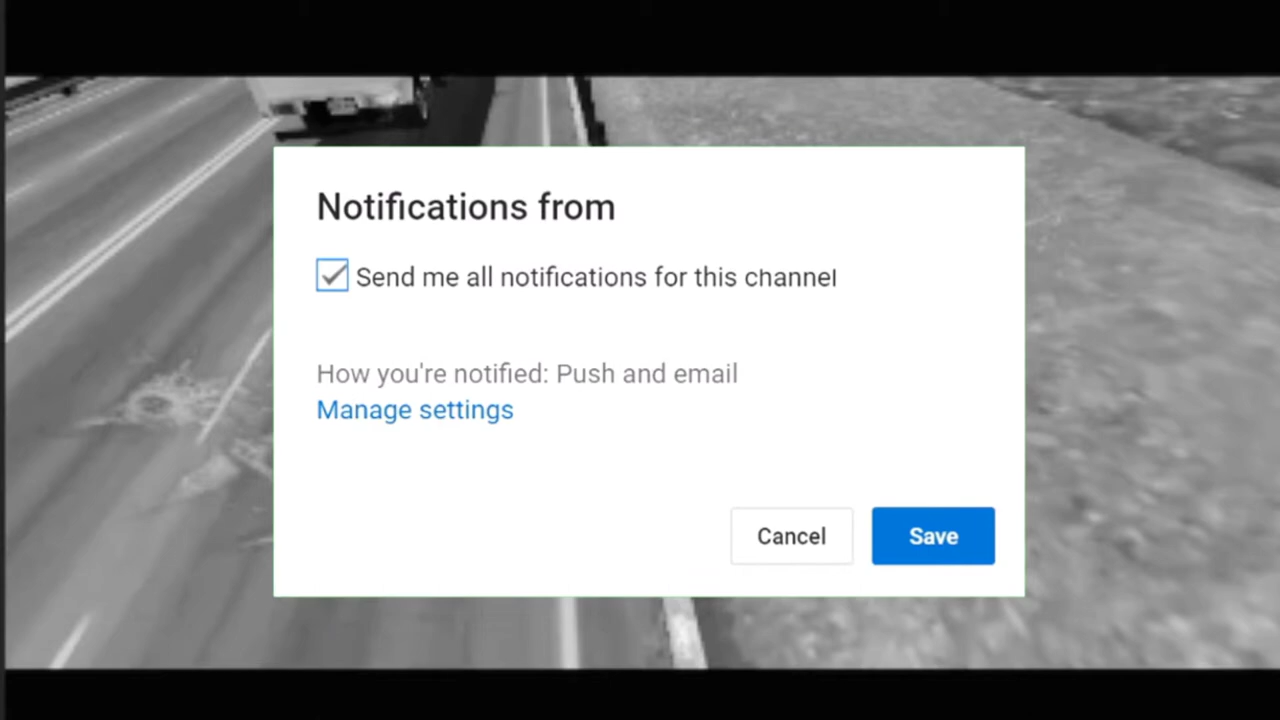 Notifications from
Send me all notifications for this channel
How you're notified: Push and email
Manage settings
Cancel
Save